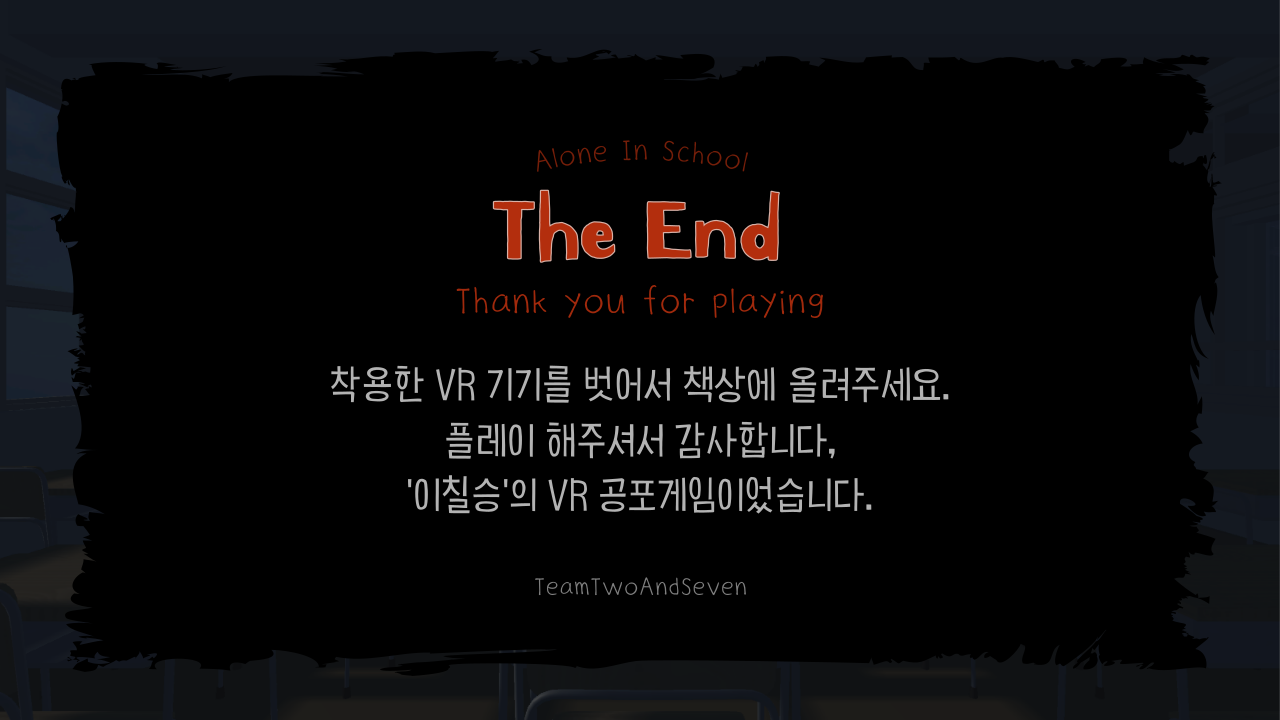 Alone In School
The End
Thank you for playing
착용한 VR 기기를 벗어서 책상에 올려주세요.
플레이 해주셔서 감사합니다,
'이칠승'의 VR 공포게임이었습니다.
TeamTwoAndSeven